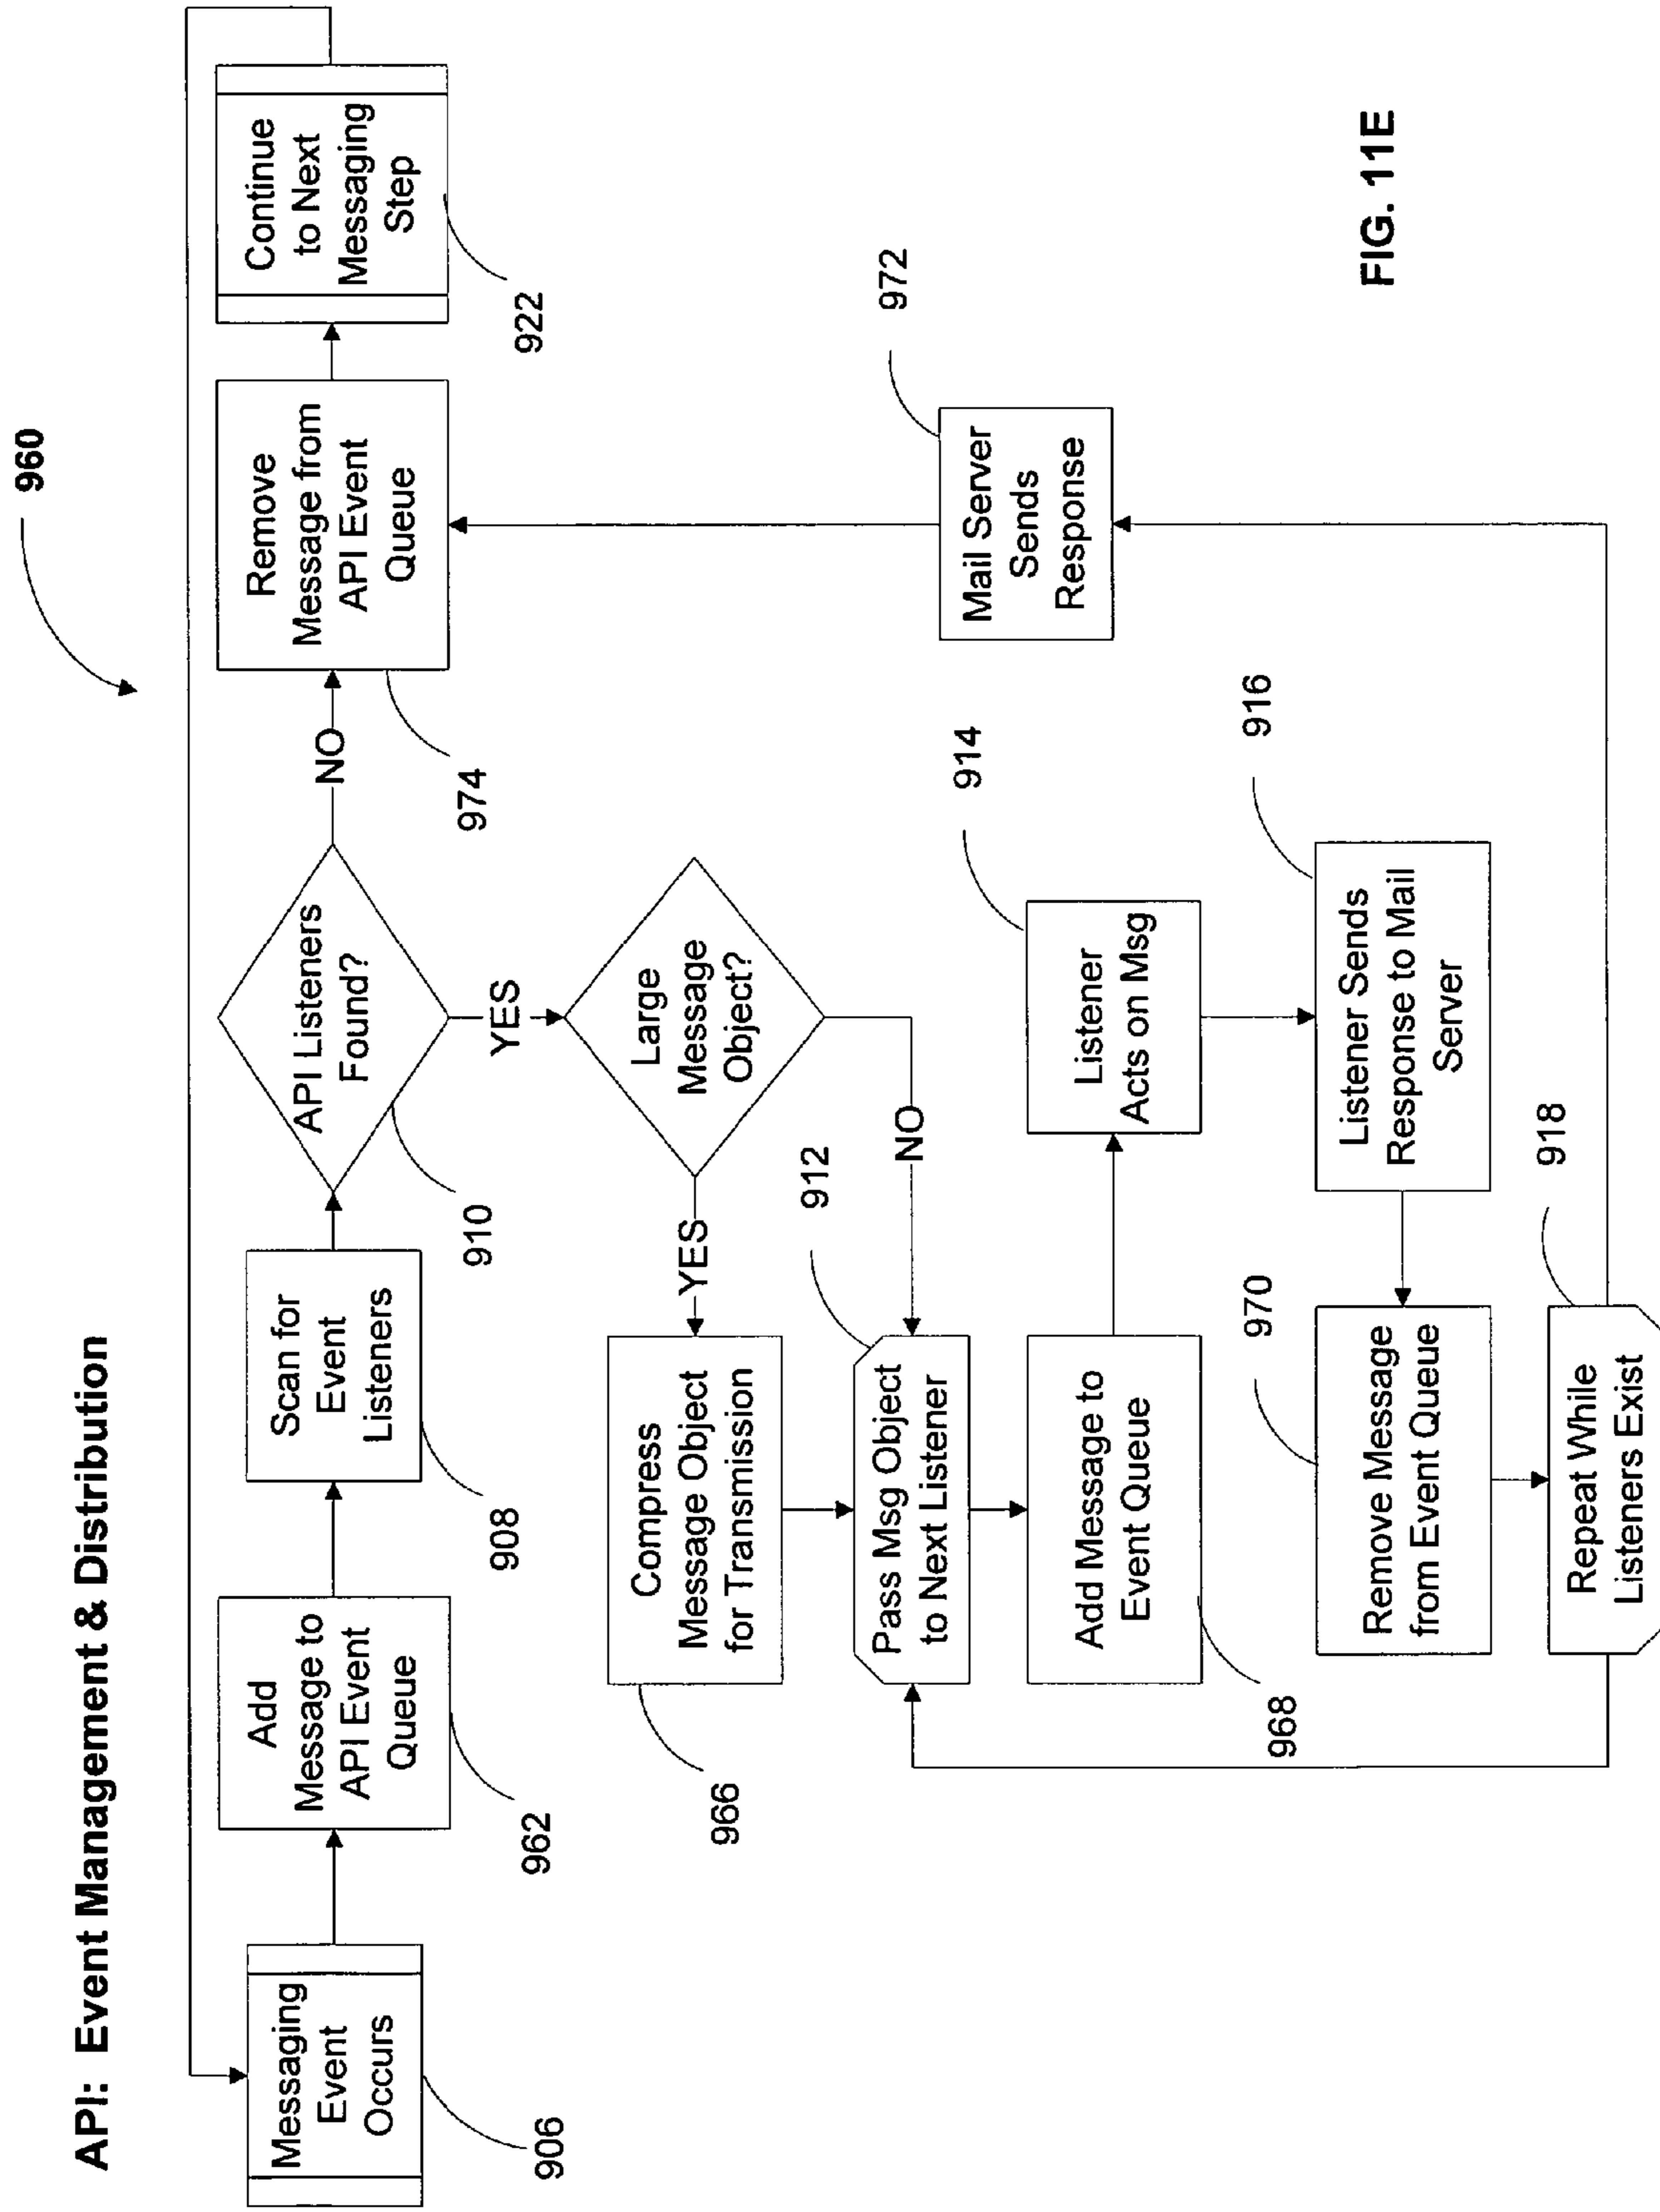 API: Event Management & Distribution
960
Messaging
Event
Occurs
906
Add
Message to
API Event
Queue
962
Scan for
Event
Listeners
908
API Listeners
Found?
910
NO
Remove
Message from
API Event
Queue
974
Continue
to Next
Messaging
Step
922
YES
Large
Message
Object?
YES
NO
Compress
Message Object
for Transmission
966
Pass Msg Object
to Next Listener
912
Add Message to
Event Queue
968
Listener
Acts on Msg
914
Listener Sends
Response to Mail
Server
916
Remove Message
from Event Queue
970
Repeat While
Listeners Exist
918
Mail Server
Sends
Response
972
FIG. 11E